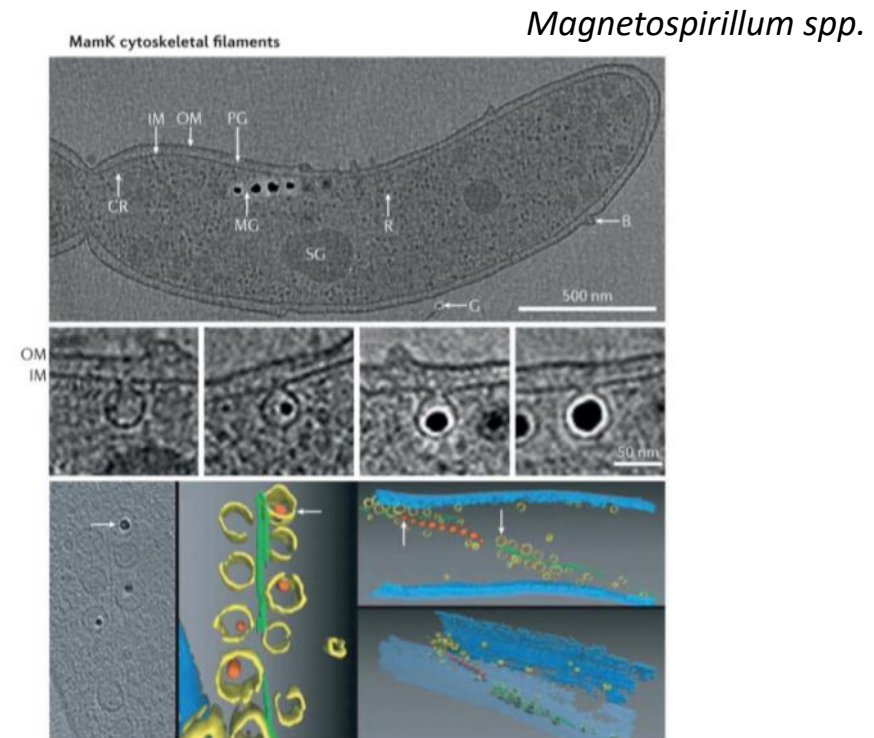 Magnetospirillum spp.
MamK cytoskeletal filaments
IM OM PG
CR
MG
R
B
SG
G
500 nm
OM
IM
50 nm